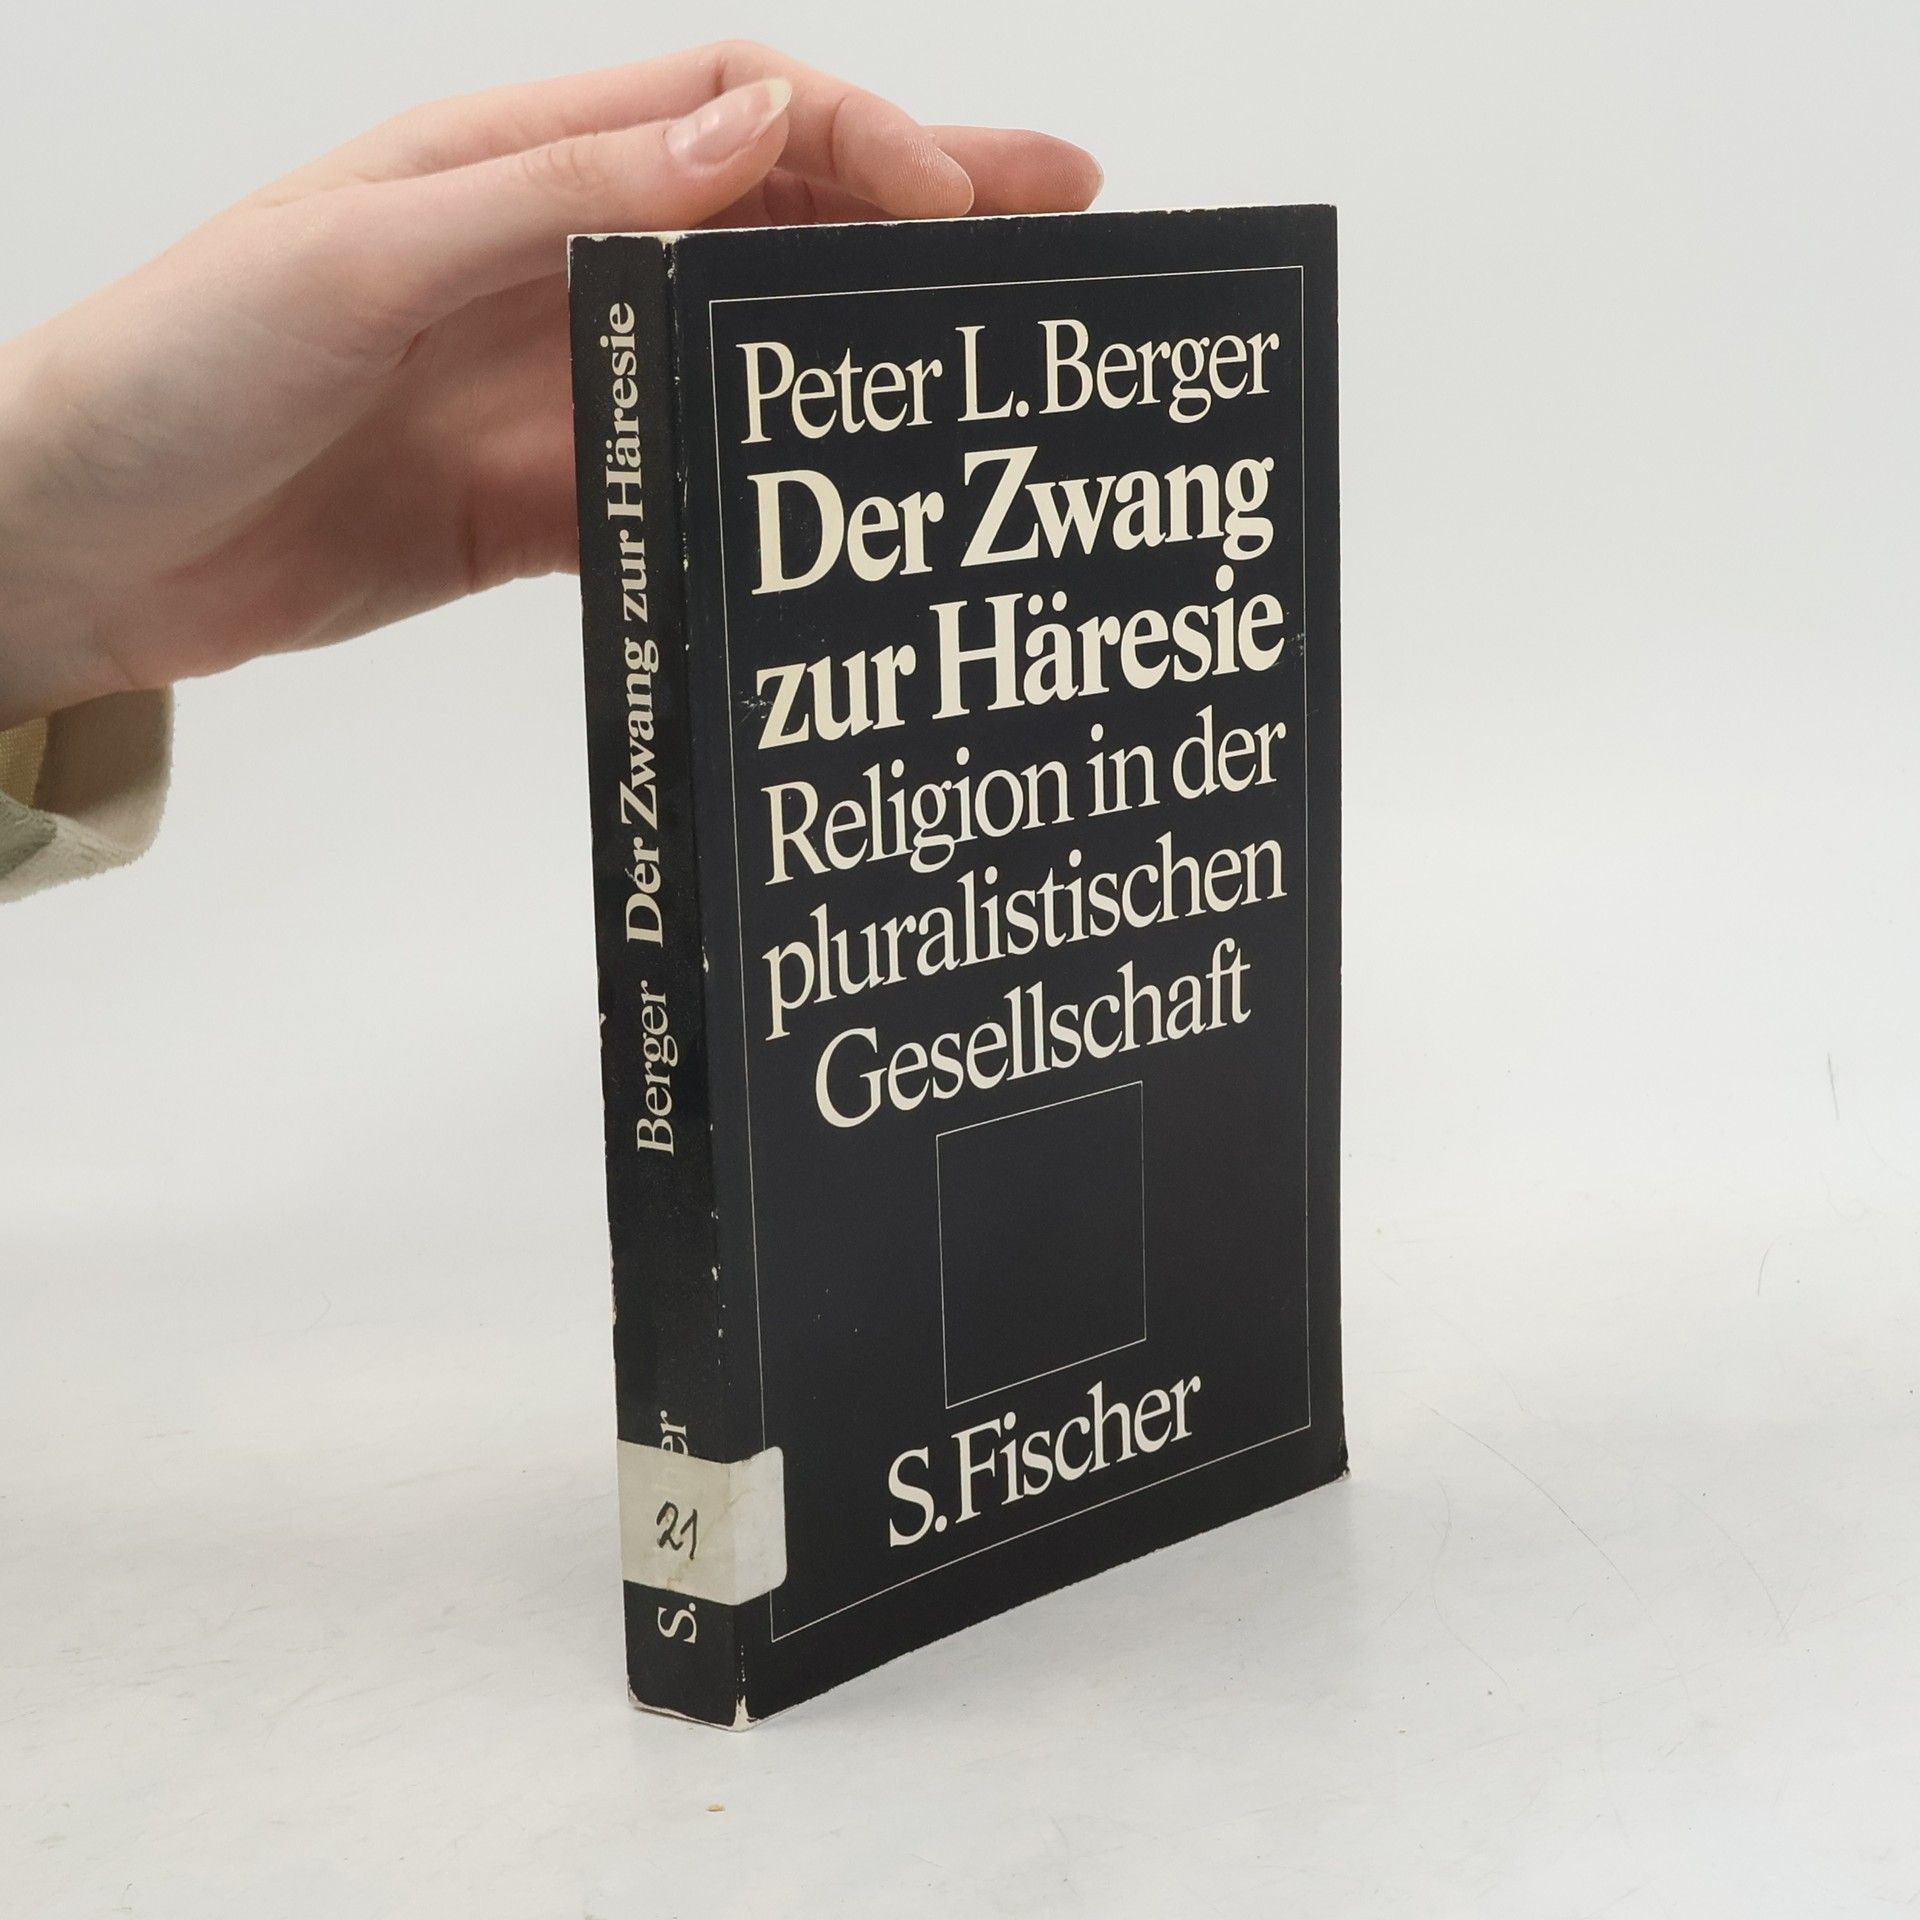 Peter L. Berger
Der Zwang
zur Häresie
Religion in der
pluralistischen
Gesellschaft
S. Fischer
Berger Der Zwang zur Häresie
S.
21